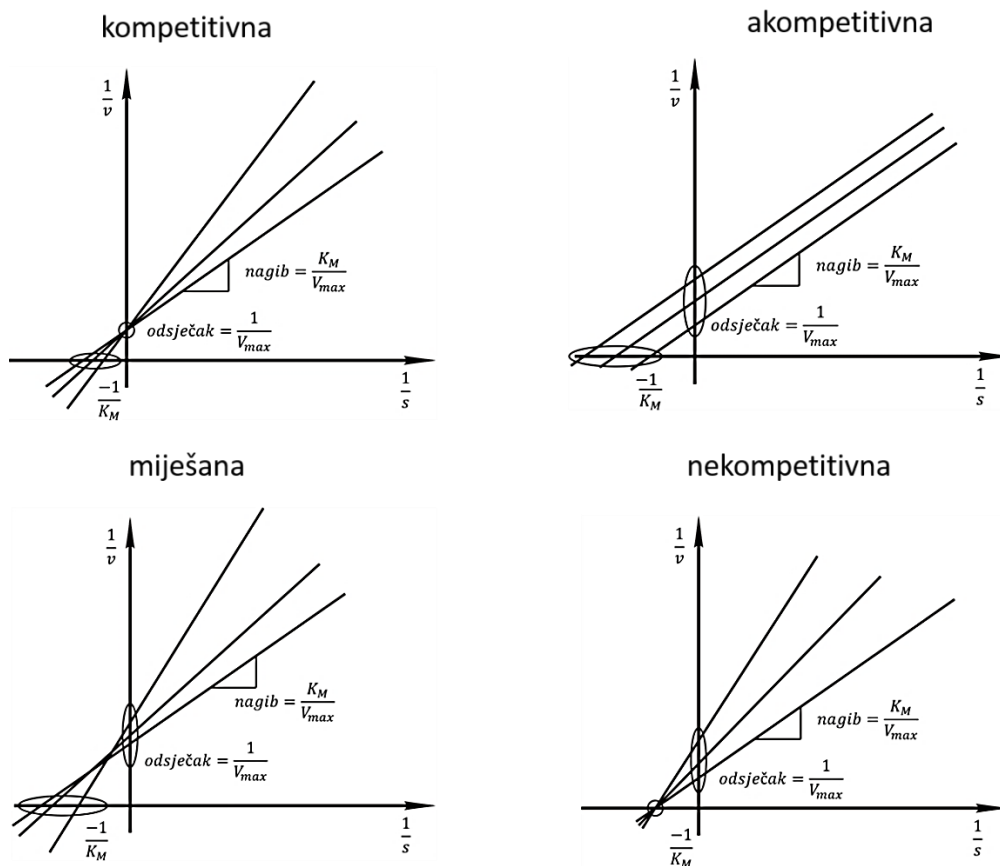 kompetitivna
akompetitivna
1/v
nagib = K_M/V_max
odsječak = 1/V_max
-1/K_M
1/s
1/v
nagib = K_M/V_max
odsječak = 1/V_max
-1/K_M
1/s
miješana
nekompetitivna
1/v
nagib = K_M/V_max
odsječak = 1/V_max
-1/K_M
1/s
1/v
nagib = K_M/V_max
odsječak = 1/V_max
-1/K_M
1/s